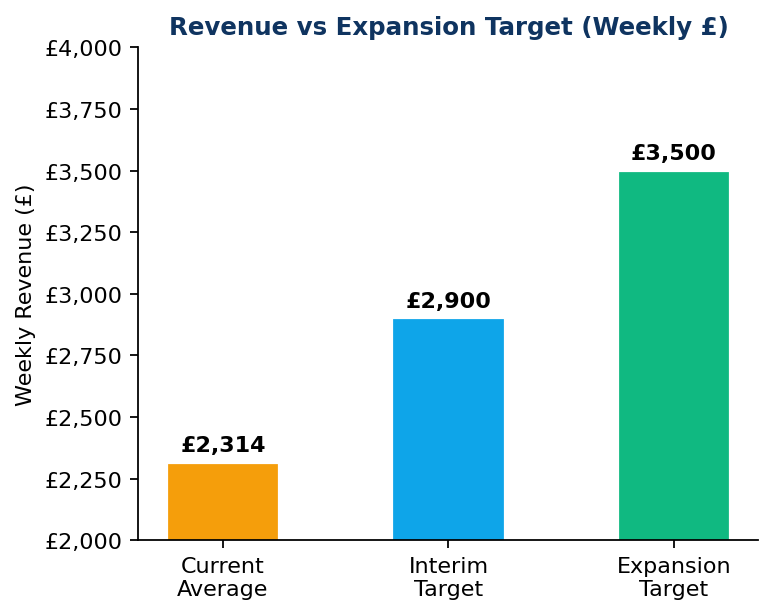 Revenue vs Expansion Target (Weekly £)
£4,000
£3,750
£3,500
£3,250
£3,000
£2,750
£2,500
£2,250
£2,000
Weekly Revenue (£)
£2,314
£2,900
£3,500
Current
Average
Interim
Target
Expansion
Target